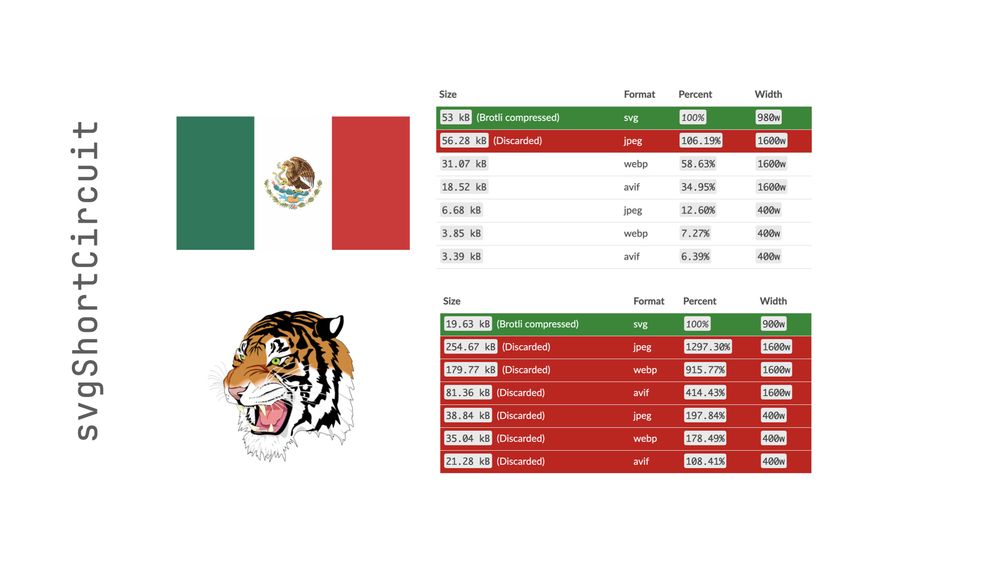 svgShortCircuit
Size Format Percent Width
53 kB (Brotli compressed) svg 100% 980w
56.28 kB (Discarded) jpeg 106.19% 1600w
31.07 kB webp 58.63% 1600w
18.52 kB avif 34.95% 1600w
6.68 kB jpeg 12.60% 400w
3.85 kB webp 7.27% 400w
3.39 kB avif 6.39% 400w
Size Format Percent Width
19.63 kB (Brotli compressed) svg 100% 900w
254.67 kB (Discarded) jpeg 1297.30% 1600w
179.77 kB (Discarded) webp 915.77% 1600w
81.36 kB (Discarded) avif 414.43% 1600w
38.84 kB (Discarded) jpeg 197.84% 400w
35.04 kB (Discarded) webp 178.49% 400w
21.28 kB (Discarded) avif 108.41% 400w